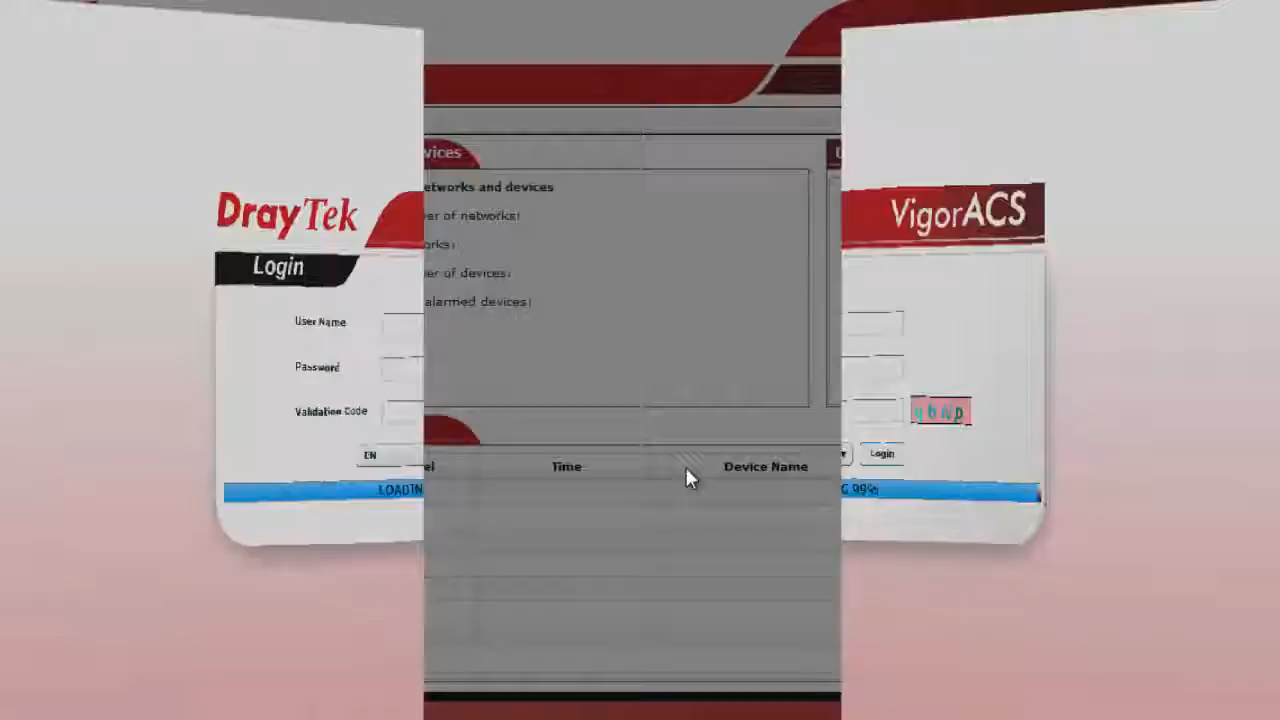 DrayTek
VigorACS
Login
User Name
Password
Validation Code
EN
Login
LOADIN
G 99%
vices
etworks and devices
er of networks:
orks:
er of devices:
alarmed devices:
el
Time
Device Name